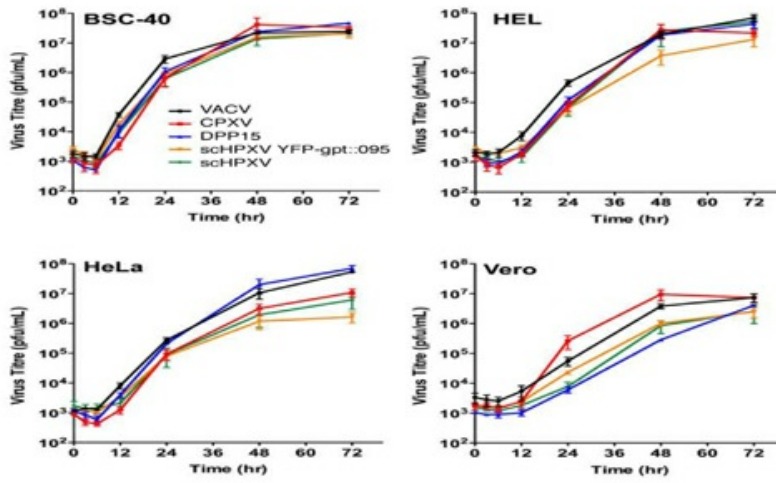 BSC-40
Virus Titre (pfu/mL)
10⁸
10⁷
10⁶
10⁵
10⁴
10³
10²
VACV
CPXV
DPP15
scHPXV YFP-gpt::095
scHPXV
0 12 24 36 48 60 72
Time (hr)
HEL
Virus Titre (pfu/mL)
10⁸
10⁷
10⁶
10⁵
10⁴
10³
10²
0 12 24 36 48 60 72
Time (hr)
HeLa
Virus Titre (pfu/mL)
10⁸
10⁷
10⁶
10⁵
10⁴
10³
10²
0 12 24 36 48 60 72
Time (hr)
Vero
Virus Titre (pfu/mL)
10⁸
10⁷
10⁶
10⁵
10⁴
10³
10²
0 12 24 36 48 60 72
Time (hr)